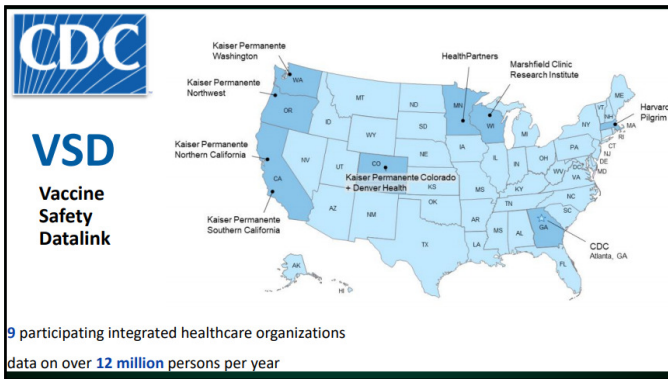 CDC
VSD
Vaccine
Safety
Datalink
Kaiser Permanente
Washington
Kaiser Permanente
Northwest
Kaiser Permanente
Northern California
Kaiser Permanente
Southern California
HealthPartners
Marshfield Clinic
Research Institute
Harvard
Pilgrim
Kaiser Permanente Colorado
+ Denver Health
CDC
Atlanta, GA
WA
OR
CA
NV
ID
MT
WY
UT
AZ
CO
NM
ND
SD
NE
KS
OK
TX
MN
IA
MS
AR
LA
WI
IL
MI
IN
OH
KY
TN
MS
AL
GA
FL
SC
NC
VA
WV
DC
MD
DE
NJ
PA
NY
CT
RI
MA
VT
NH
ME
AK
HI
9 participating integrated healthcare organizations
data on over 12 million persons per year